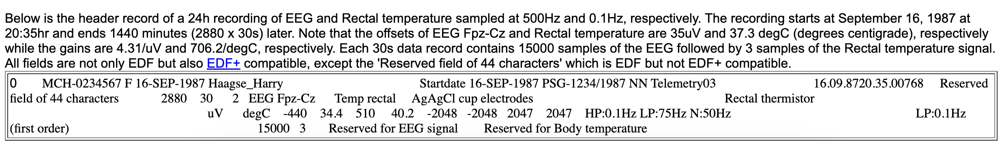 Below is the header record of a 24h recording of EEG and Rectal temperature sampled at 500Hz and 0.1Hz, respectively. The recording starts at September 16, 1987 at
20:35hr and ends 1440 minutes (2880 x 30s) later. Note that the offsets of EEG Fpz-Cz and Rectal temperature are 35uV and 37.3 degC (degrees centigrade), respectively
while the gains are 4.31/uV and 706.2/degC, respectively. Each 30s data record contains 15000 samples of the EEG followed by 3 samples of the Rectal temperature signal.
All fields are not only EDF but also EDF+ compatible, except the 'Reserved field of 44 characters' which is EDF but not EDF+ compatible.
0 MCH-0234567 F 16-SEP-1987 Haagse_Harry Startdate 16-SEP-1987 PSG-1234/1987 NN Telemetry03 16.09.8720.35.00768 Reserved
field of 44 characters 2880 30 2 EEG Fpz-Cz Temp rectal AgAgCl cup electrodes Rectal thermistor
uV degC -440 34.4 510 40.2 -2048 -2048 2047 2047 HP:0.1Hz LP:75Hz N:50Hz LP:0.1Hz
(first order) 15000 3 Reserved for EEG signal Reserved for Body temperature